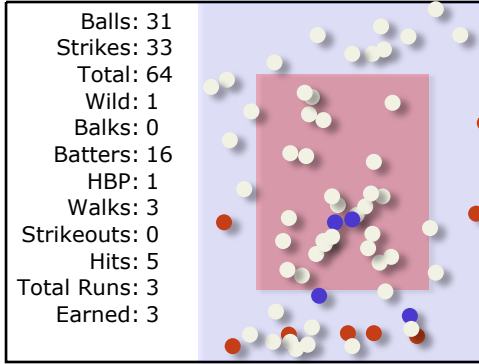 Balls: 31
Strikes: 33
Total: 64
Wild: 1
Balks: 0
Batters: 16
HBP: 1
Walks: 3
Strikeouts: 0
Hits: 5
Total Runs: 3
Earned: 3